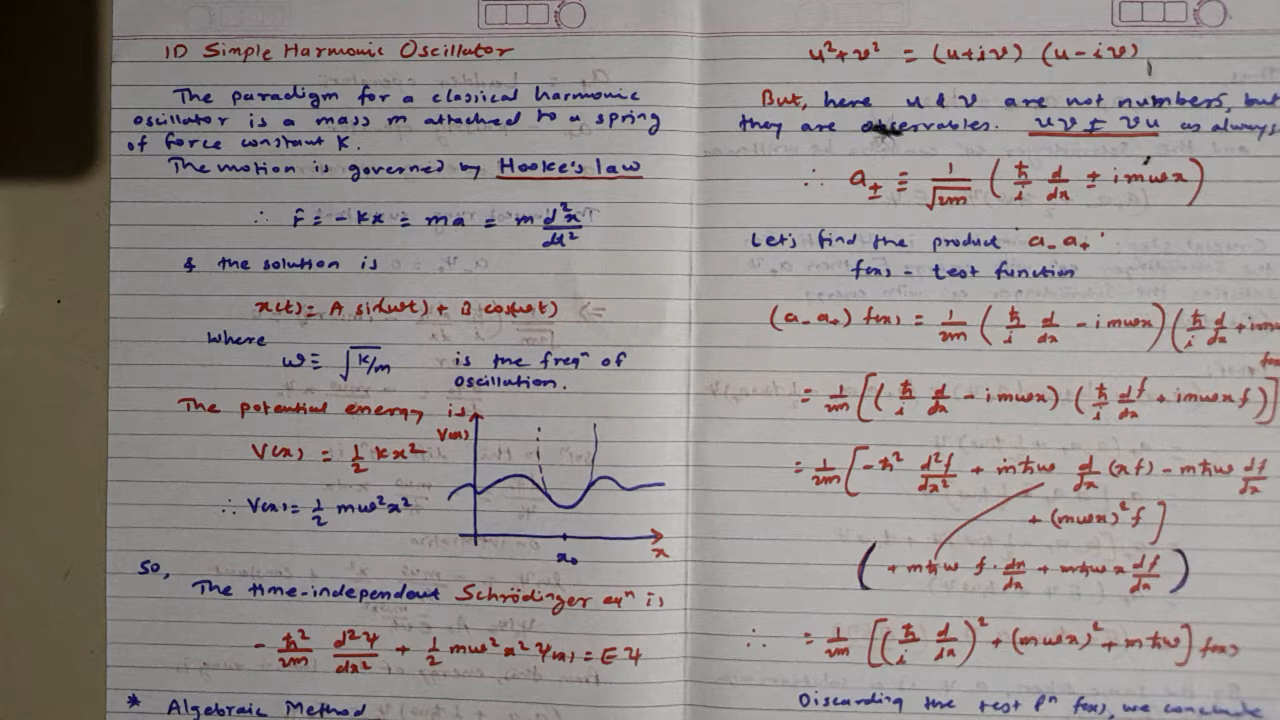 1D Simple Harmonic Oscillator
The paradigm for a classical harmonic
oscillator is a mass m attached to a spring
of force constant K.
The motion is governed by Hooke's law
∴ F = -Kx = ma = m d²x/dt²
& the solution is
x(t) = A sin(ωt) + B cos(ωt)
where
ω ≡ √K/m is the freqⁿ of
oscillation.
The potential energy is
V(x) = 1/2 Kx²
∴ V(x) = 1/2 mω²x²
V(x)
x₀
x
So,
The time-independent Schrödinger eqⁿ is
- ħ²/2m d²ψ/dx² + 1/2 mω²x² ψ(x) = Eψ
* Algebraic Method
u² + v² = (u+iv) (u-iv)
But, here u & v are not numbers, but
they are observables. uv ≠ vu as always
∴ a± ≡ 1/√2m (ħ/i d/dx ± imωx)
Let's find the product 'a₋a₊'
f(x) - test function
(a₋a₊) f(x) = 1/2m (ħ/i d/dx - imωx) (ħ/i d/dx + imω
f(x)
= 1/2m [(ħ/i d/dx - imωx) (ħ/i df/dx + imωxf)]
= 1/2m [-ħ² d²f/dx² + mħω d/dx (xf) - mħωx df/dx
+ (mωx)² f]
(+ mħω f·dx/dx + mħωx df/dx)
∴ = 1/2m [(ħ/i d/dx)² + (mωx)² + mħω] f(x)
Discarding the test fⁿ f(x), we conclude